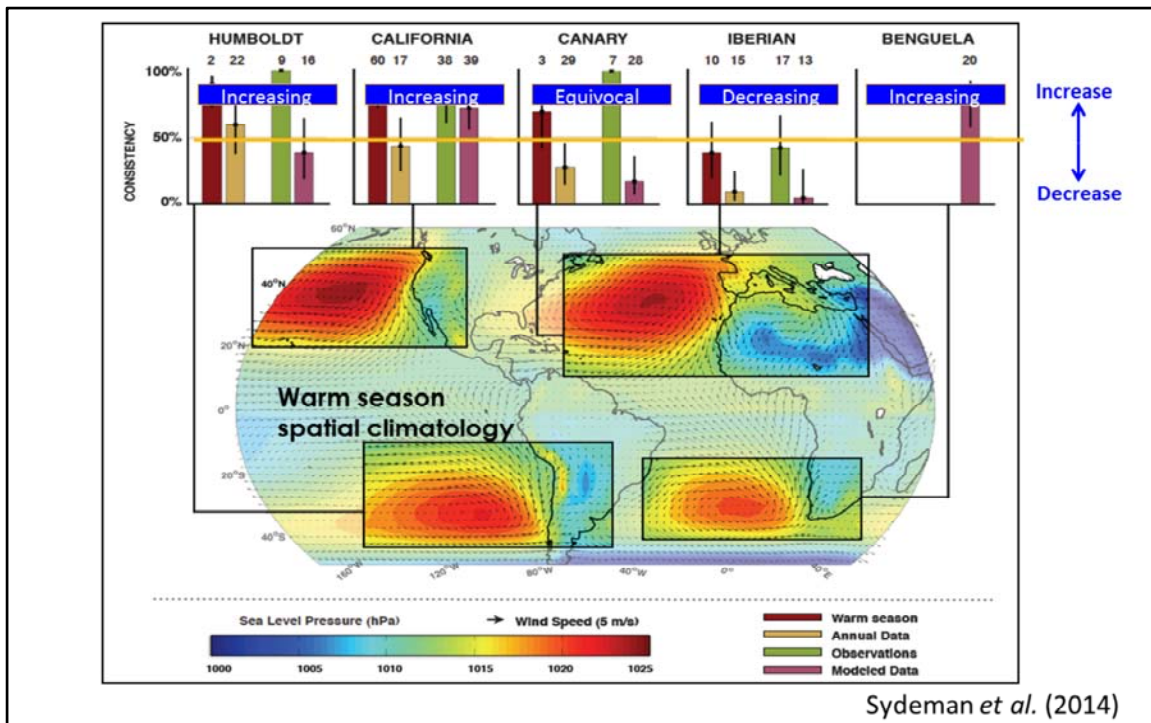 HUMBOLDT CALIFORNIA CANARY IBERIAN BENGUELA
2 22 9 16 60 17 38 39 3 29 7 28 10 15 17 13 20
100%
Increasing Increasing Equivocal Decreasing Increasing
Increase
50%
CONSISTENCY
0%
Decrease
60°N
40°N
20°N
0°
20°S
40°S
Warm season
spatial climatology
160°W 120°W 80°W 40°W 0° 40°E
Sea Level Pressure (hPa)
Wind Speed (5 m/s)
1000 1005 1010 1015 1020 1025
Warm season
Annual Data
Observations
Modeled Data
Sydeman et al. (2014)